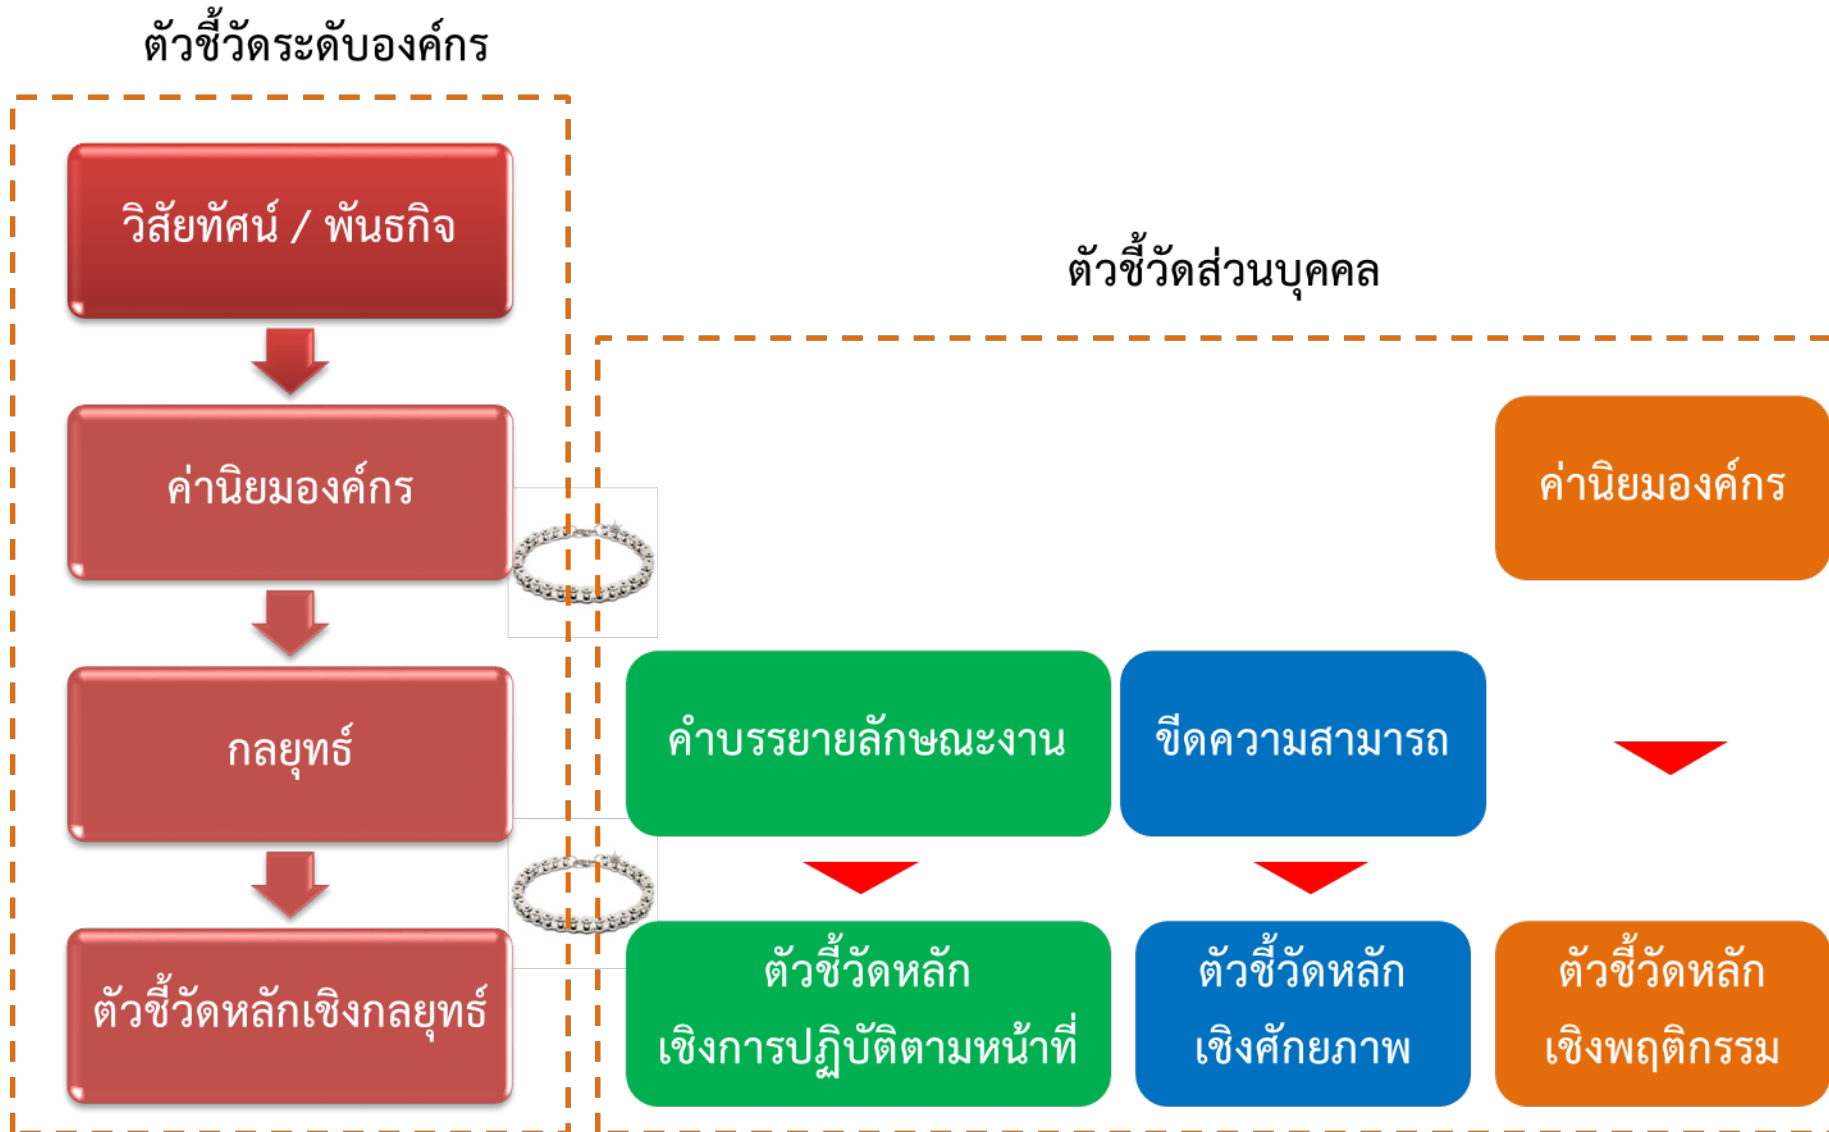 ตัวชี้วัดระดับองค์กร
วิสัยทัศน์ / พันธกิจ
ค่านิยมองค์กร
กลยุทธ์
ตัวชี้วัดหลักเชิงกลยุทธ์
ตัวชี้วัดส่วนบุคคล
ค่านิยมองค์กร
คำบรรยายลักษณะงาน
ขีดความสามารถ
ตัวชี้วัดหลัก
เชิงการปฏิบัติตามหน้าที่
ตัวชี้วัดหลัก
เชิงศักยภาพ
ตัวชี้วัดหลัก
เชิงพฤติกรรม